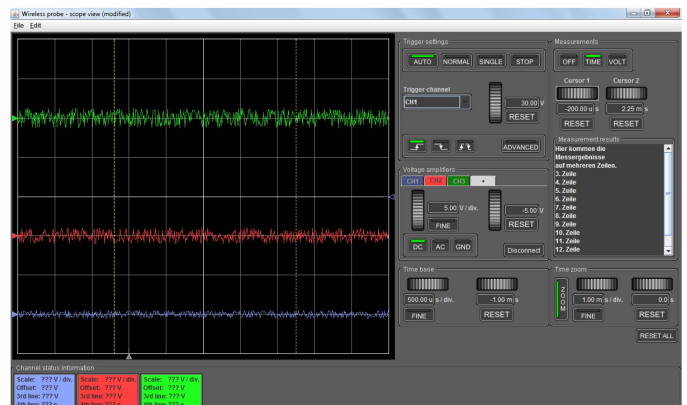 Wireless probe - scope view (modified)
File Edit
Trigger settings
AUTO NORMAL SINGLE STOP
Trigger channel
CH1
30.00 V
RESET
ADVANCED
Measurements
OFF TIME VOLT
Cursor 1 Cursor 2
-200.00 u s 2.25 m s
RESET RESET
Measurement results
Hier kommen die
Messergebnisse
auf mehreren Zeilen.
3. Zeile
4. Zeile
5. Zeile
6. Zeile
7. Zeile
8. Zeile
9. Zeile
10. Zeile
11. Zeile
12. Zeile
Voltage amplifiers
CH1 CH2 CH3 +
5.00 V / div. -5.00 V
FINE RESET
DC AC GND Disconnect
Time base
500.00 u s / div. -1.00 m s
FINE RESET
Time zoom
ZOOM
1.00 m s / div. 0.0 s
FINE RESET
RESET ALL
Channel status information
Scale: ??? V / div. Scale: ??? V / div. Scale: ??? V / div.
Offset: ??? V Offset: ??? V Offset: ??? V
3rd line: ??? V 3rd line: ??? V 3rd line: ??? V
4th line: ??? s 4th line: ??? s 4th line: ??? s